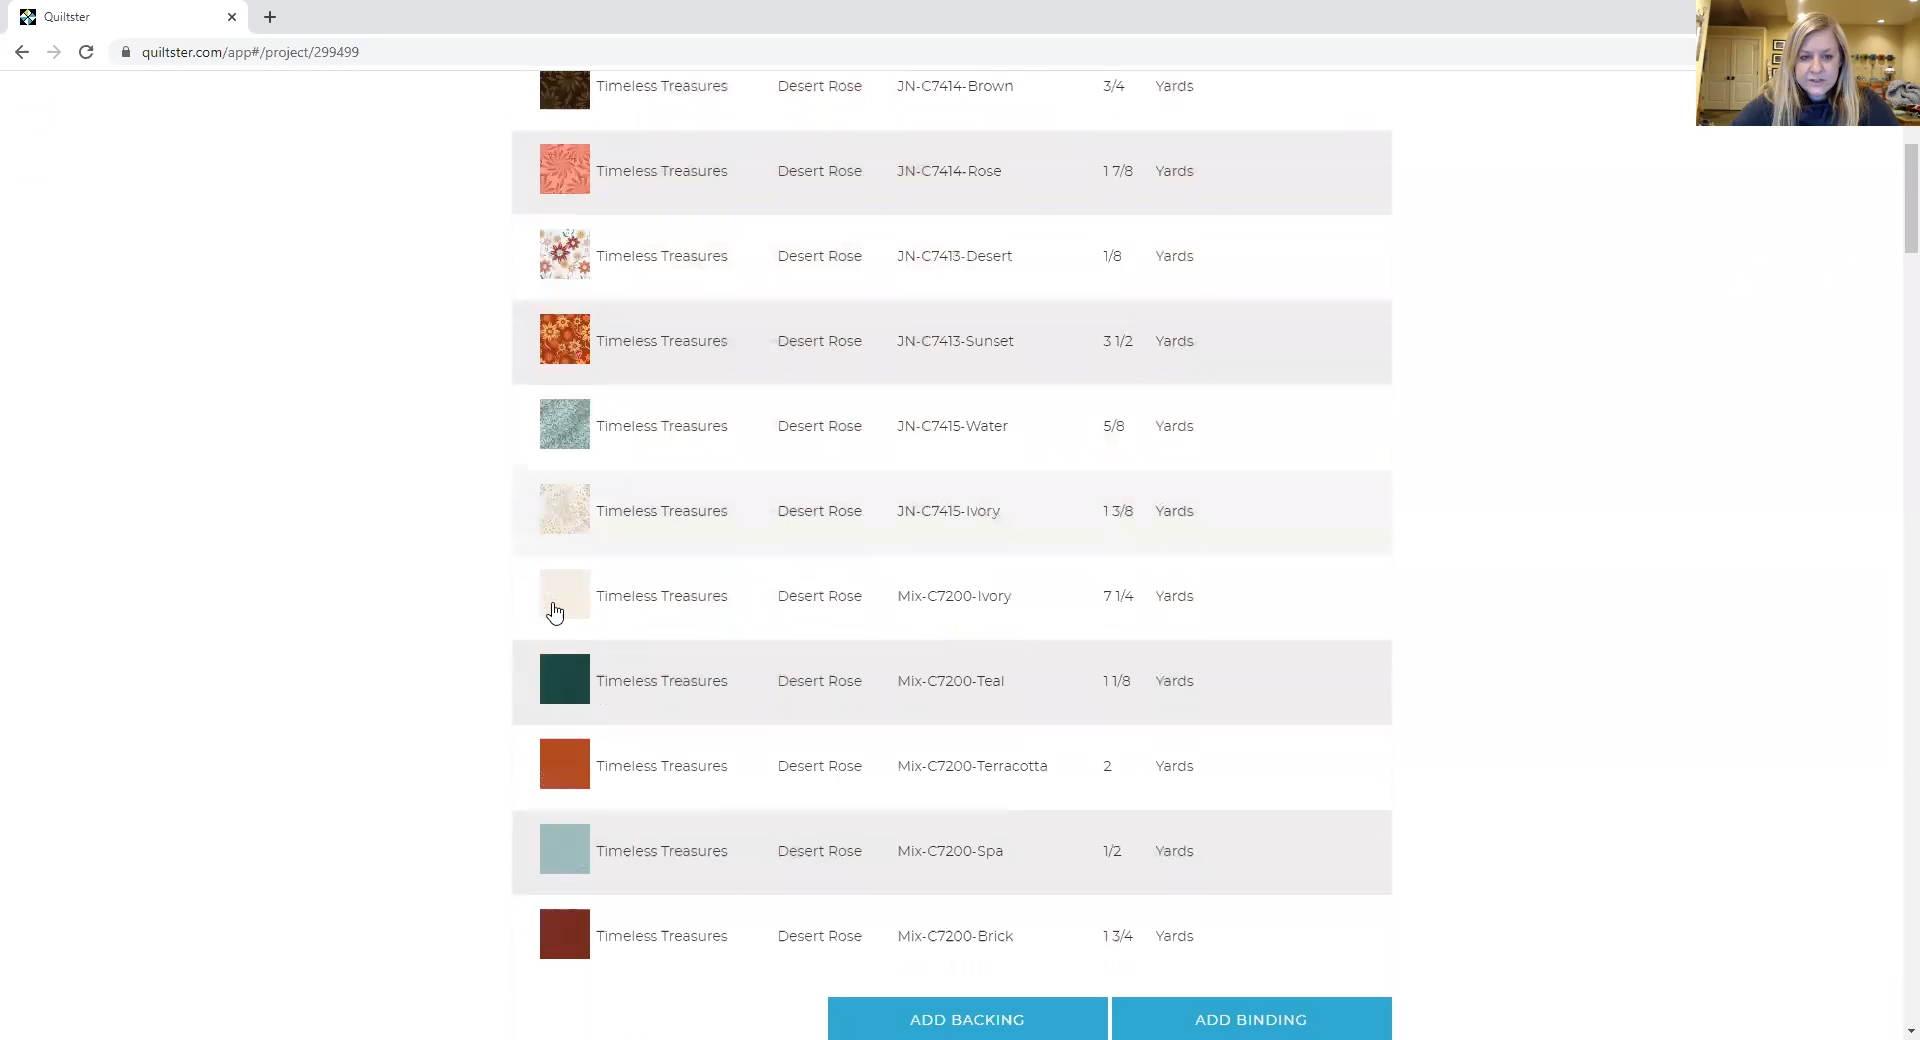 Quiltster
quiltster.com/app#/project/299499
Timeless Treasures Desert Rose JN-C7414-Brown 3/4 Yards
Timeless Treasures Desert Rose JN-C7414-Rose 1 7/8 Yards
Timeless Treasures Desert Rose JN-C7413-Desert 1/8 Yards
Timeless Treasures Desert Rose JN-C7413-Sunset 3 1/2 Yards
Timeless Treasures Desert Rose JN-C7415-Water 5/8 Yards
Timeless Treasures Desert Rose JN-C7415-Ivory 1 3/8 Yards
Timeless Treasures Desert Rose Mix-C7200-Ivory 7 1/4 Yards
Timeless Treasures Desert Rose Mix-C7200-Teal 1 1/8 Yards
Timeless Treasures Desert Rose Mix-C7200-Terracotta 2 Yards
Timeless Treasures Desert Rose Mix-C7200-Spa 1/2 Yards
Timeless Treasures Desert Rose Mix-C7200-Brick 1 3/4 Yards
ADD BACKING ADD BINDING